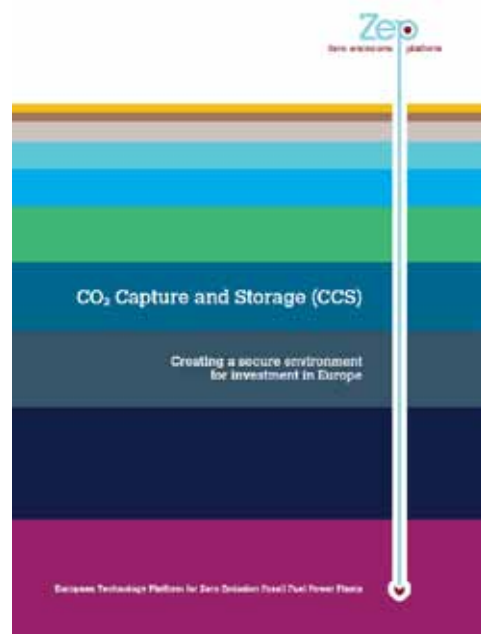 Zep
zero emissions platform
CO₂ Capture and Storage (CCS)
Creating a secure environment
for investment in Europe
European Technology Platform for Zero Emission Fossil Fuel Power Plants